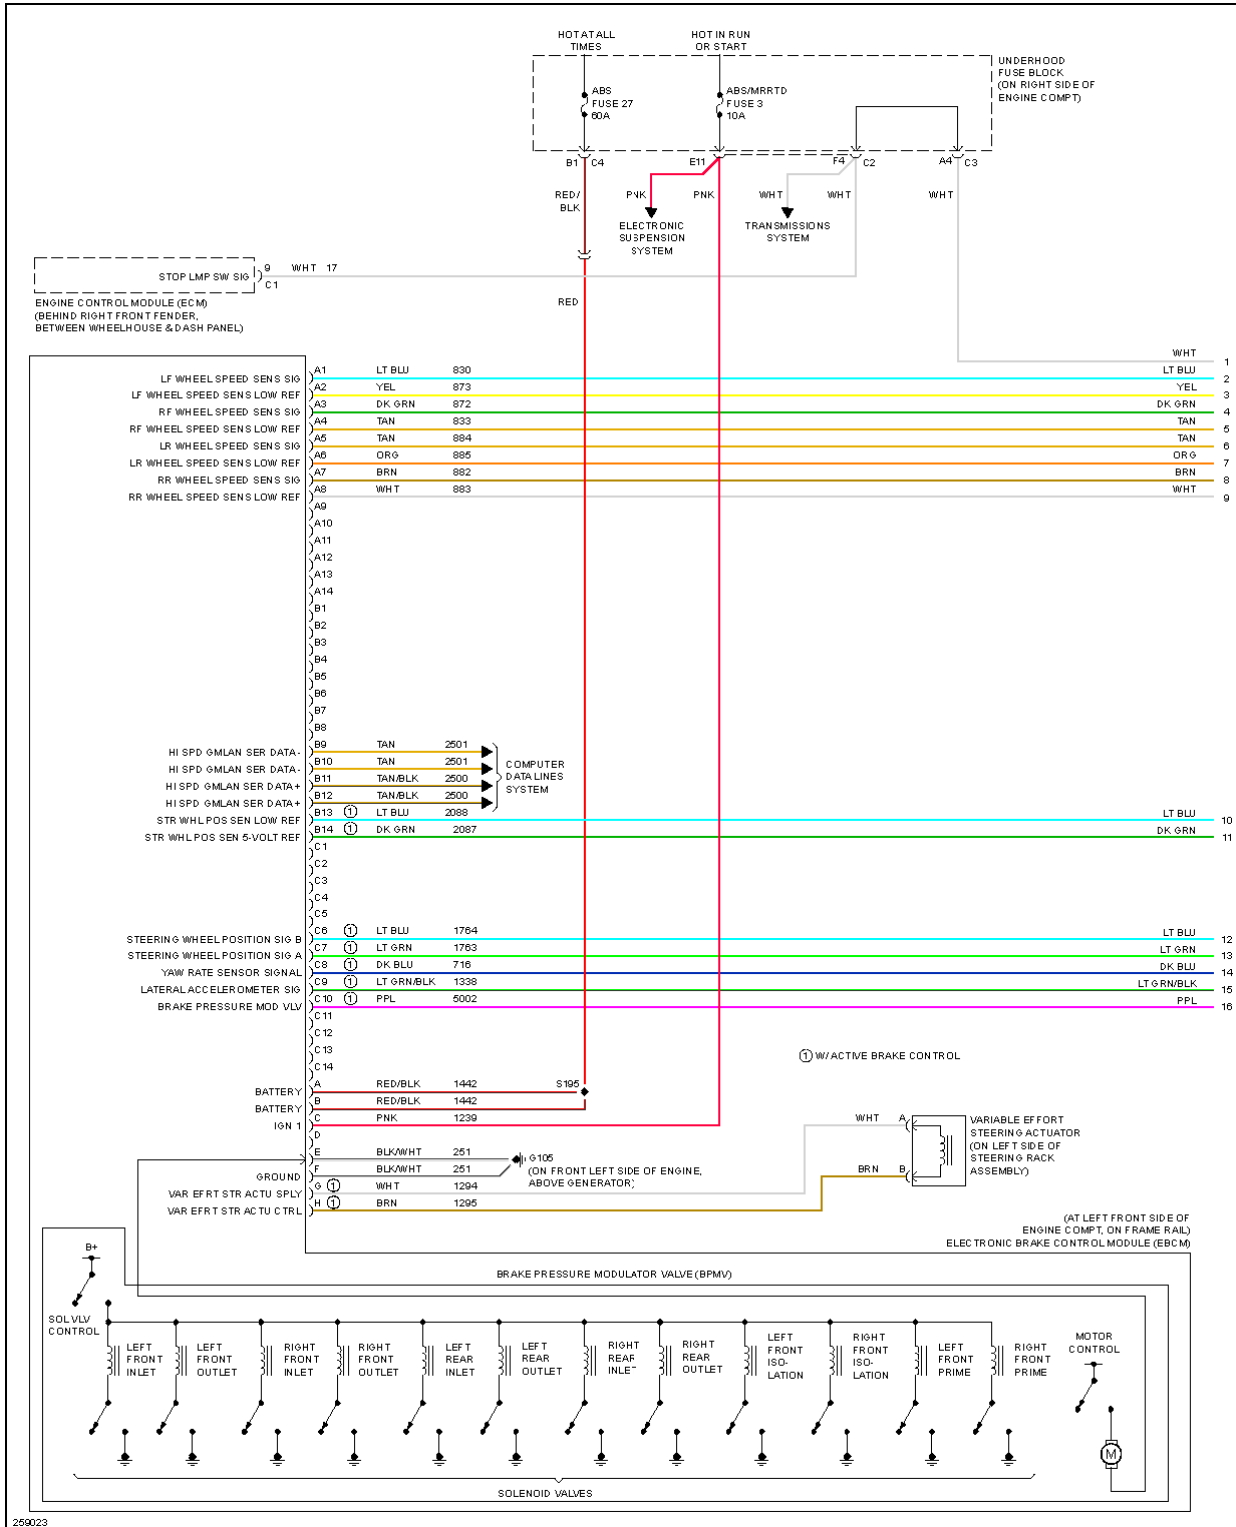 HOT AT ALL
TIMES
HOT IN RUN
OR START
UNDERHOOD
FUSE BLOCK
(ON RIGHT SIDE OF
ENGINE COMPT)
ABS
FUSE 27
60A
ABS/MRRTD
FUSE 3
10A
B1 C4
E11
F4 C2
A4 C3
RED/
BLK
PNK
PNK
WHT
WHT
WHT
ELECTRONIC
SUSPENSION
SYSTEM
TRANSMISSIONS
SYSTEM
STOP LMP SW SIG
9 WHT 17
C1
ENGINE CONTROL MODULE (ECM)
(BEHIND RIGHT FRONT FENDER,
BETWEEN WHEELHOUSE & DASH PANEL)
RED
WHT 1
LF WHEEL SPEED SENS SIG A1 LT BLU 830 LT BLU 2
LF WHEEL SPEED SENS LOW REF A2 YEL 873 YEL 3
RF WHEEL SPEED SENS SIG A3 DK GRN 872 DK GRN 4
RF WHEEL SPEED SENS LOW REF A4 TAN 833 TAN 5
LR WHEEL SPEED SENS SIG A5 TAN 884 TAN 6
LR WHEEL SPEED SENS LOW REF A6 ORG 885 ORG 7
RR WHEEL SPEED SENS SIG A7 BRN 882 BRN 8
RR WHEEL SPEED SENS LOW REF A8 WHT 883 WHT 9
A9
A10
A11
A12
A13
A14
B1
B2
B3
B4
B5
B6
B7
B8
HI SPD GMLAN SER DATA- B9 TAN 2501
HI SPD GMLAN SER DATA- B10 TAN 2501
HI SPD GMLAN SER DATA+ B11 TAN/BLK 2500
HI SPD GMLAN SER DATA+ B12 TAN/BLK 2500
COMPUTER
DATA LINES
SYSTEM
STR WHL POS SEN LOW REF B13 ① LT BLU 2088 LT BLU 10
STR WHL POS SEN 5-VOLT REF B14 ① DK GRN 2087 DK GRN 11
C1
C2
C3
C4
C5
STEERING WHEEL POSITION SIG B C6 ① LT BLU 1764 LT BLU 12
STEERING WHEEL POSITION SIG A C7 ① LT GRN 1763 LT GRN 13
YAW RATE SENSOR SIGNAL C8 ① DK BLU 716 DK BLU 14
LATERAL ACCELEROMETER SIG C9 ① LT GRN/BLK 1338 LT GRN/BLK 15
BRAKE PRESSURE MOD VLV C10 ① PPL 5002 PPL 16
C11
C12
C13
C14
① W/ ACTIVE BRAKE CONTROL
BATTERY A RED/BLK 1442 S195
BATTERY B RED/BLK 1442
IGN 1 C PNK 1239
D
E BLK/WHT 251
GROUND F BLK/WHT 251
G105
(ON FRONT LEFT SIDE OF ENGINE,
ABOVE GENERATOR)
VAR EFRT STR ACTU SPLY G ① WHT 1294
VAR EFRT STR ACTU CTRL H ① BRN 1295
WHT A
BRN B
VARIABLE EFFORT
STEERING ACTUATOR
(ON LEFT SIDE OF
STEERING RACK
ASSEMBLY)
(AT LEFT FRONT SIDE OF
ENGINE COMPT, ON FRAME RAIL)
ELECTRONIC BRAKE CONTROL MODULE (EBCM)
B+
BRAKE PRESSURE MODULATOR VALVE (BPMV)
SOL VLV
CONTROL
LEFT
FRONT
INLET
LEFT
FRONT
OUTLET
RIGHT
FRONT
INLET
RIGHT
FRONT
OUTLET
LEFT
REAR
INLET
LEFT
REAR
OUTLET
RIGHT
REAR
INLET
RIGHT
REAR
OUTLET
LEFT
FRONT
ISO-
LATION
RIGHT
FRONT
ISO-
LATION
LEFT
FRONT
PRIME
RIGHT
FRONT
PRIME
MOTOR
CONTROL
M
SOLENOID VALVES
259023